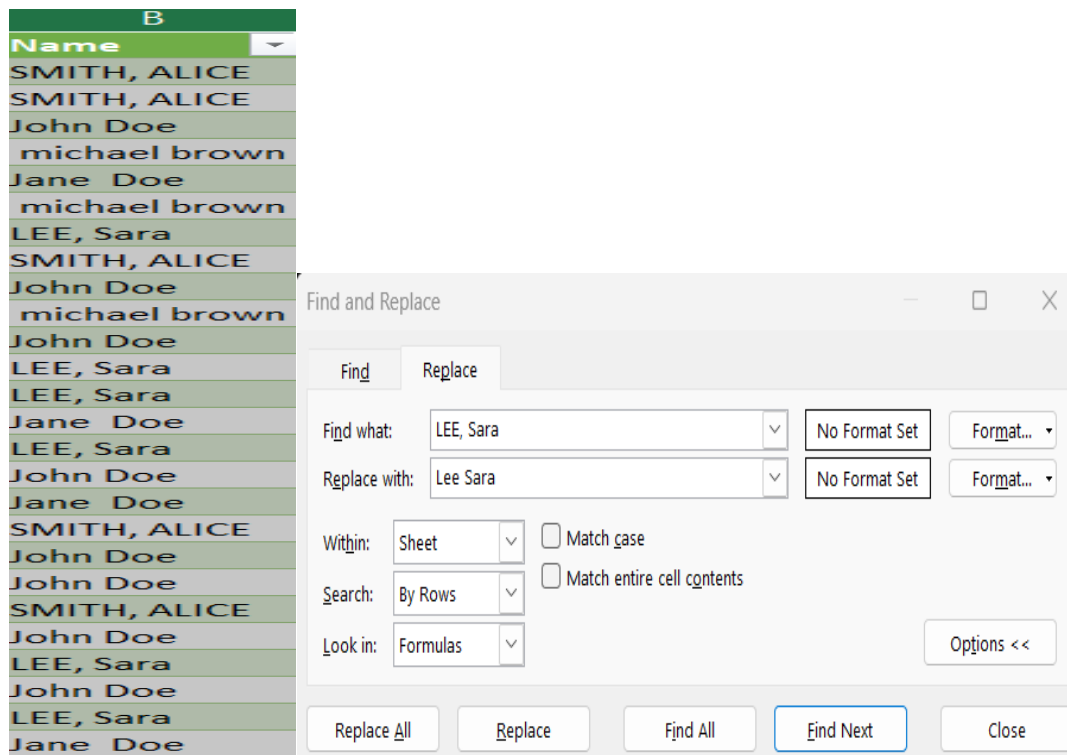 B
Name
SMITH, ALICE
SMITH, ALICE
John Doe
 michael brown
Jane  Doe
 michael brown
LEE, Sara
SMITH, ALICE
John Doe
 michael brown
John Doe
LEE, Sara
LEE, Sara
Jane  Doe
LEE, Sara
John Doe
Jane  Doe
SMITH, ALICE
John Doe
John Doe
SMITH, ALICE
John Doe
LEE, Sara
John Doe
LEE, Sara
Jane  Doe
Find and Replace
Find Replace
Find what: LEE, Sara No Format Set Format...
Replace with: Lee Sara No Format Set Format...
Within: Sheet Match case
Match entire cell contents
Search: By Rows
Look in: Formulas Options <<
Replace All Replace Find All Find Next Close